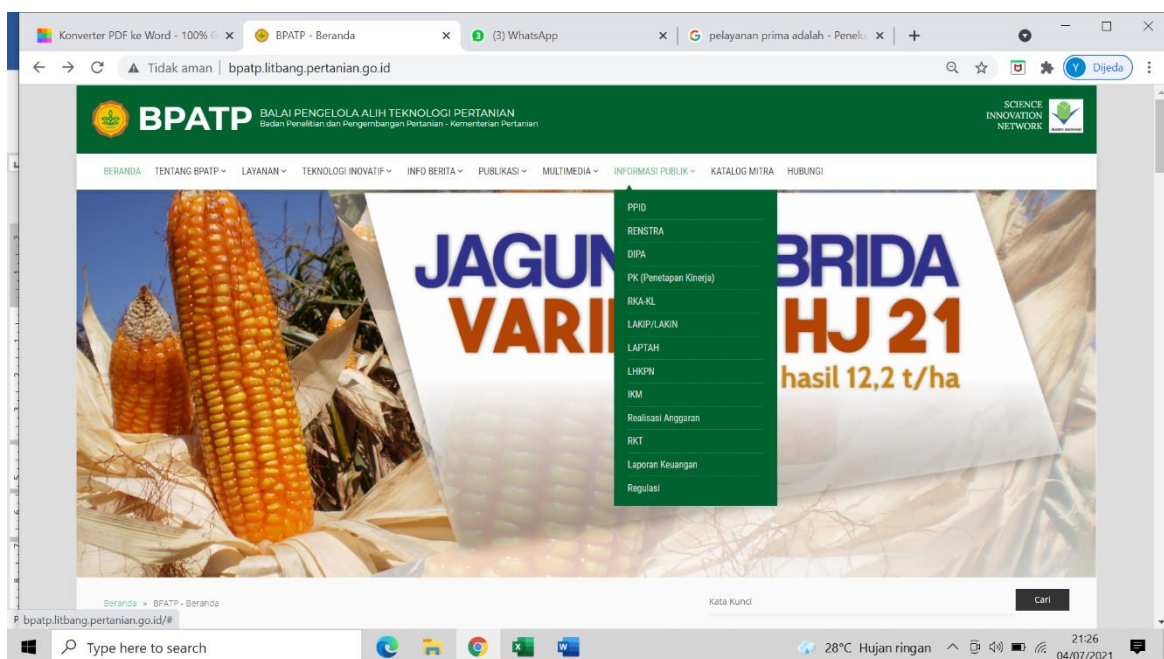 Konverter PDF ke Word - 100% G
BPATP - Beranda
(3) WhatsApp
pelayanan prima adalah - Penelu
Tidak aman
bpatp.litbang.pertanian.go.id
Y Dijeda
BPATP
BALAI PENGELOLA ALIH TEKNOLOGI PERTANIAN
Badan Penelitian dan Pengembangan Pertanian - Kementerian Pertanian
SCIENCE
INNOVATION
NETWORK
BERANDA TENTANG BPATP LAYANAN TEKNOLOGI INOVATIF INFO BERITA PUBLIKASI MULTIMEDIA INFORMASI PUBLIK KATALOG MITRA HUBUNGI
PPID
RENSTRA
DIPA
PK (Penetapan Kinerja)
RKA-KL
LAKIP/LAKIN
LAPTAH
LHKPN
IKM
Realisasi Anggaran
RKT
Laporan Keuangan
Regulasi
JAGUN BRIDA
VARI HJ 21
hasil 12,2 t/ha
Beranda » BPATP - Beranda
Kata Kunci
Cari
bpatp.litbang.pertanian.go.id/#
Type here to search
28°C Hujan ringan
21:26
04/07/2021